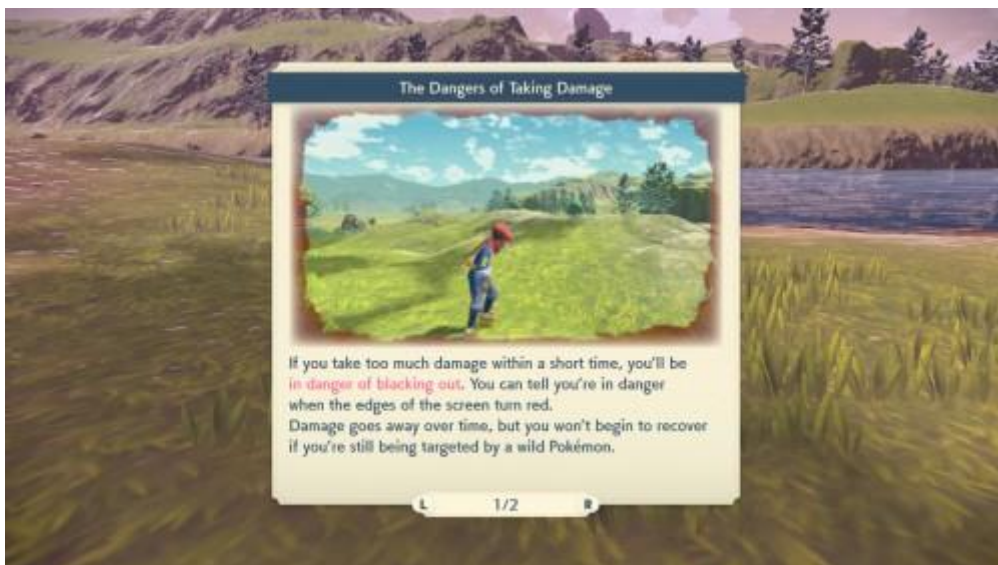 The Dangers of Taking Damage
If you take too much damage within a short time, you'll be
in danger of blacking out. You can tell you're in danger
when the edges of the screen turn red.
Damage goes away over time, but you won't begin to recover
if you're still being targeted by a wild Pokémon.
L 1/2 R